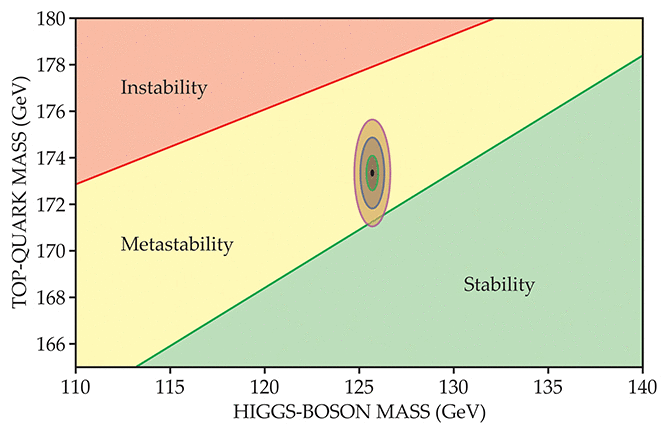 180
178
176
174
172
170
168
166
TOP-QUARK MASS (GeV)
Instability
Metastability
Stability
110 115 120 125 130 135 140
HIGGS-BOSON MASS (GeV)